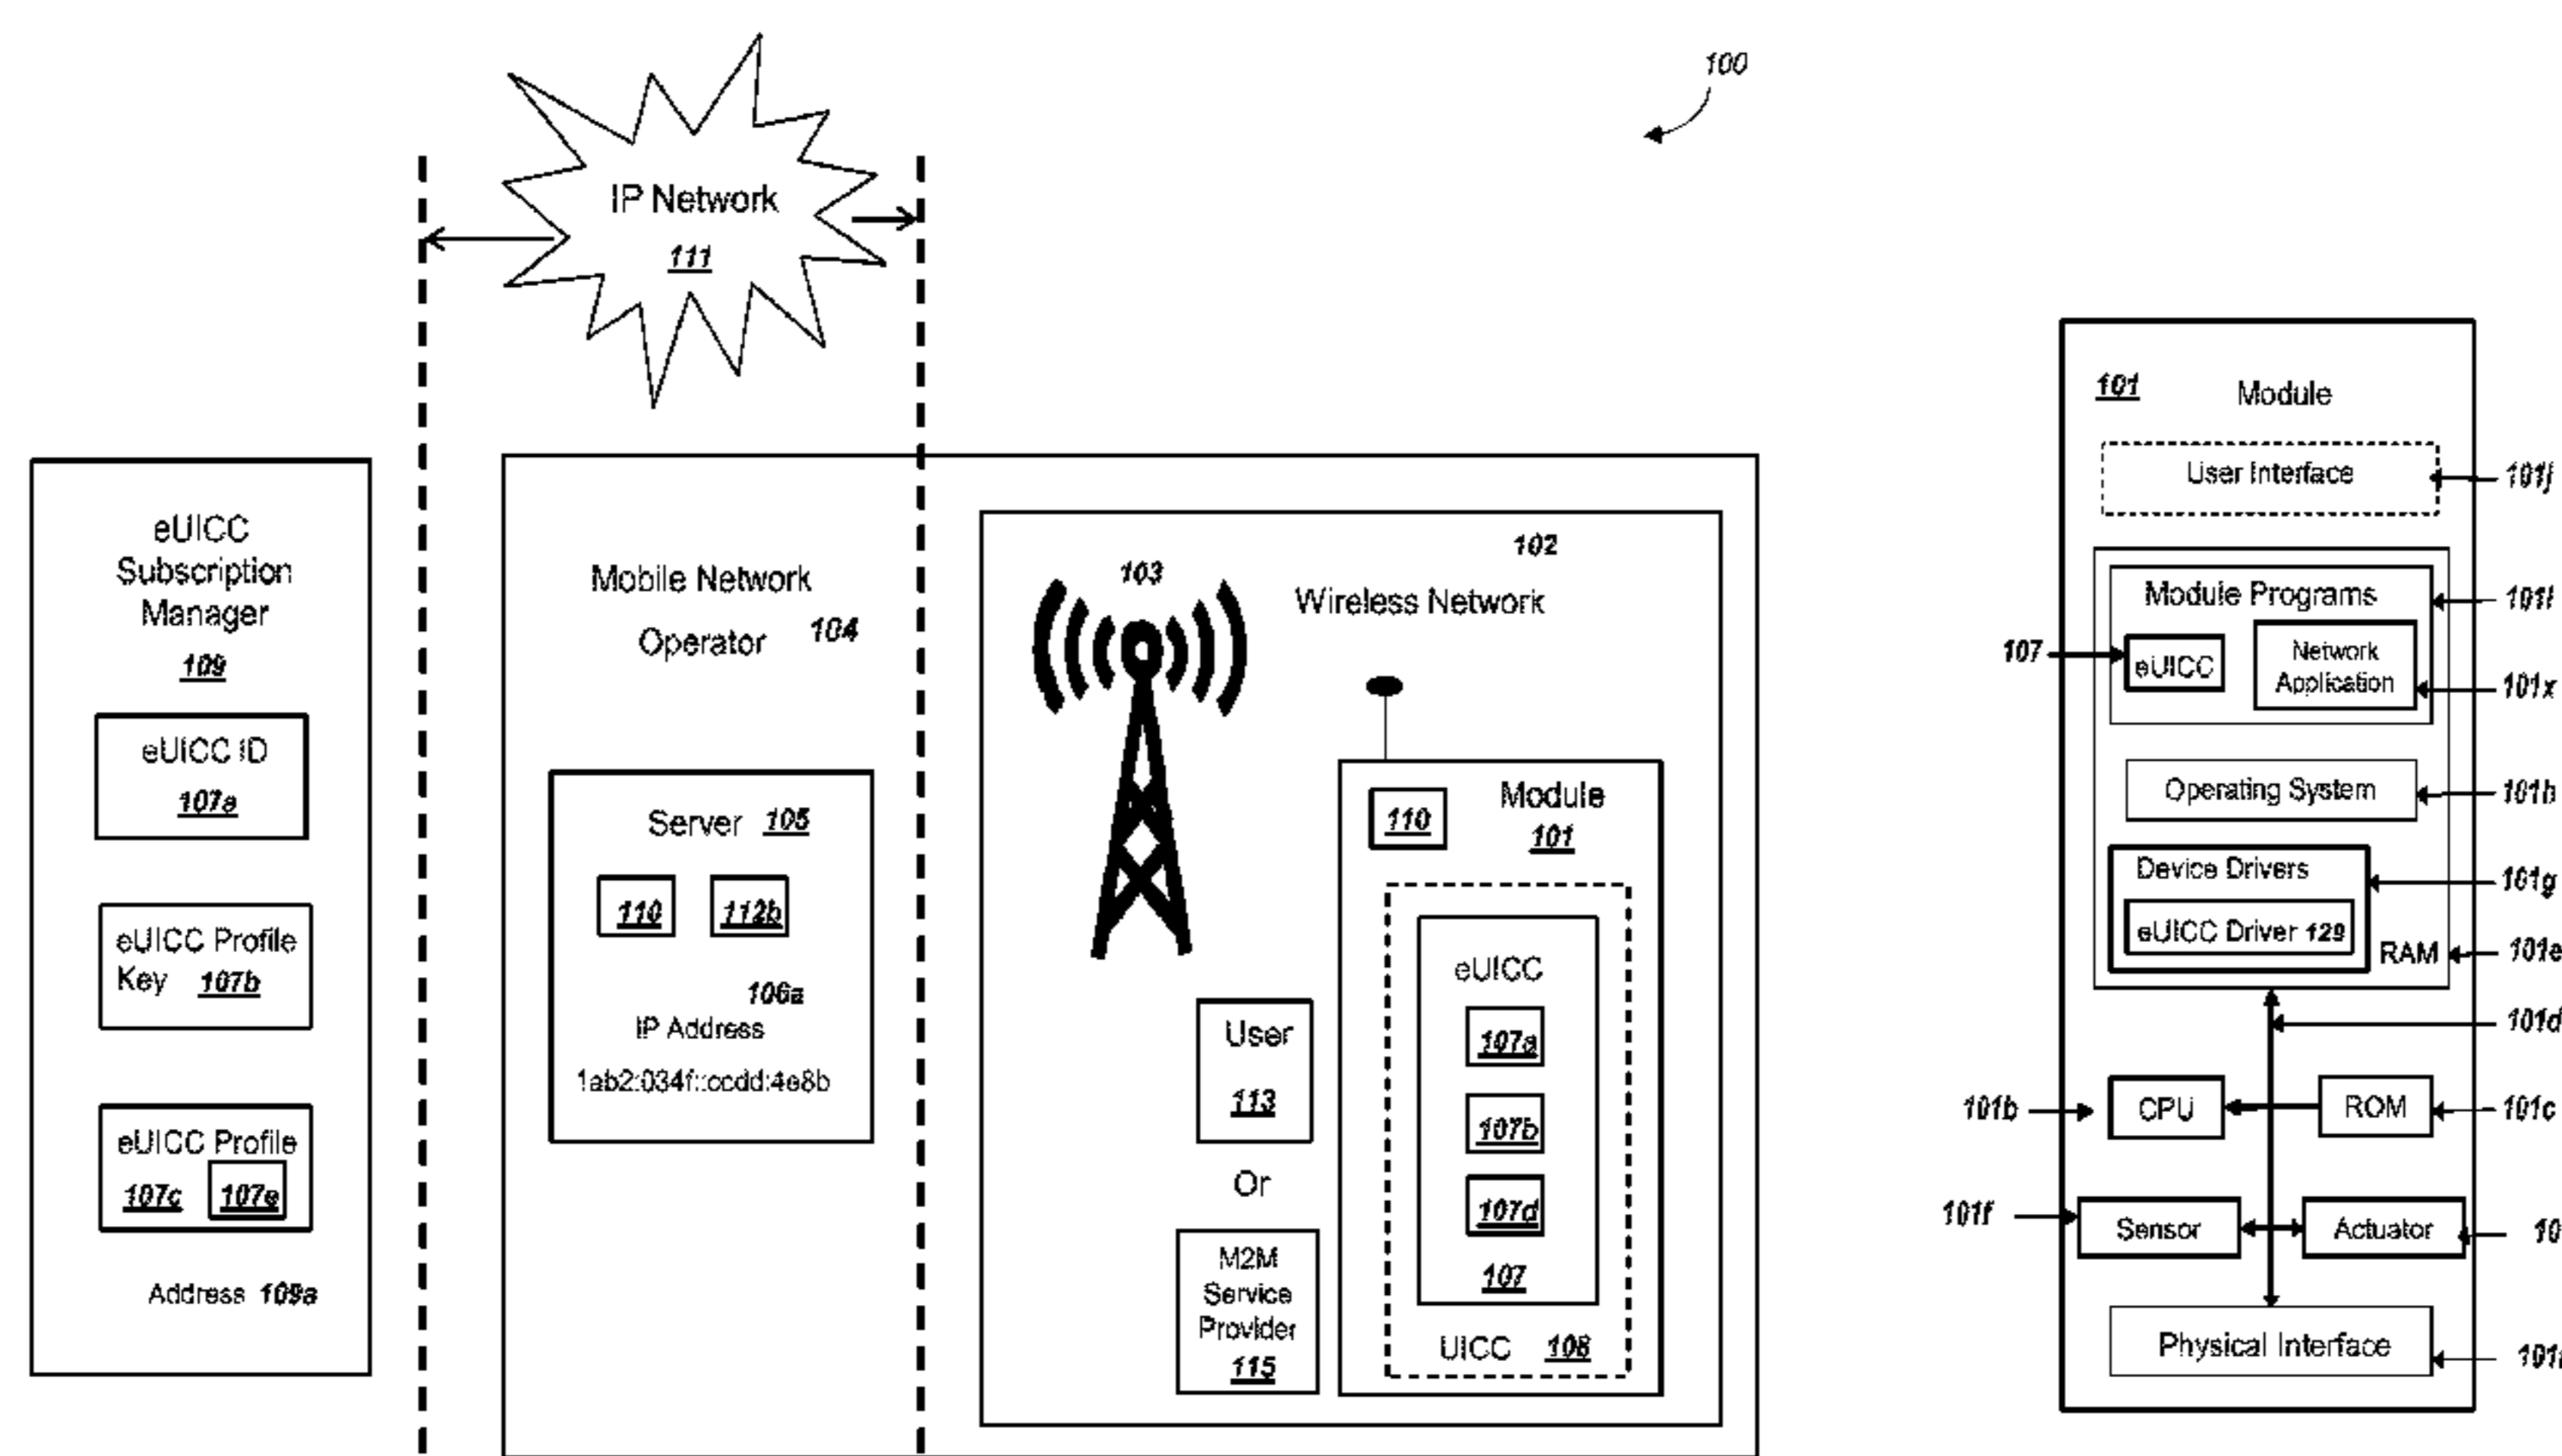 100
IP Network
111
eUICC
Subscription
Manager
109
eUICC ID
107a
eUICC Profile
Key 107b
eUICC Profile
107c 107e
Address 109a
Mobile Network
Operator 104
Server 105
110 112b
106a
IP Address
1ab2:034f::ccdd:4e8b
102
103
Wireless Network
User
113
Or
M2M
Service
Provider
115
110
Module
101
eUICC
107a
107b
107d
107
UICC 108
101 Module
User Interface
101j
Module Programs
101i
107
eUICC
Network
Application
101x
Operating System
101h
Device Drivers
101g
eUICC Driver 129
RAM
101e
101d
101b
CPU
ROM
101c
101f
Sensor
Actuator
10
Physical Interface
101